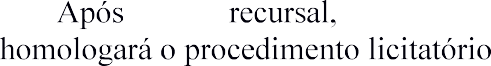 Após recursal,
homologará o procedimento licitatório